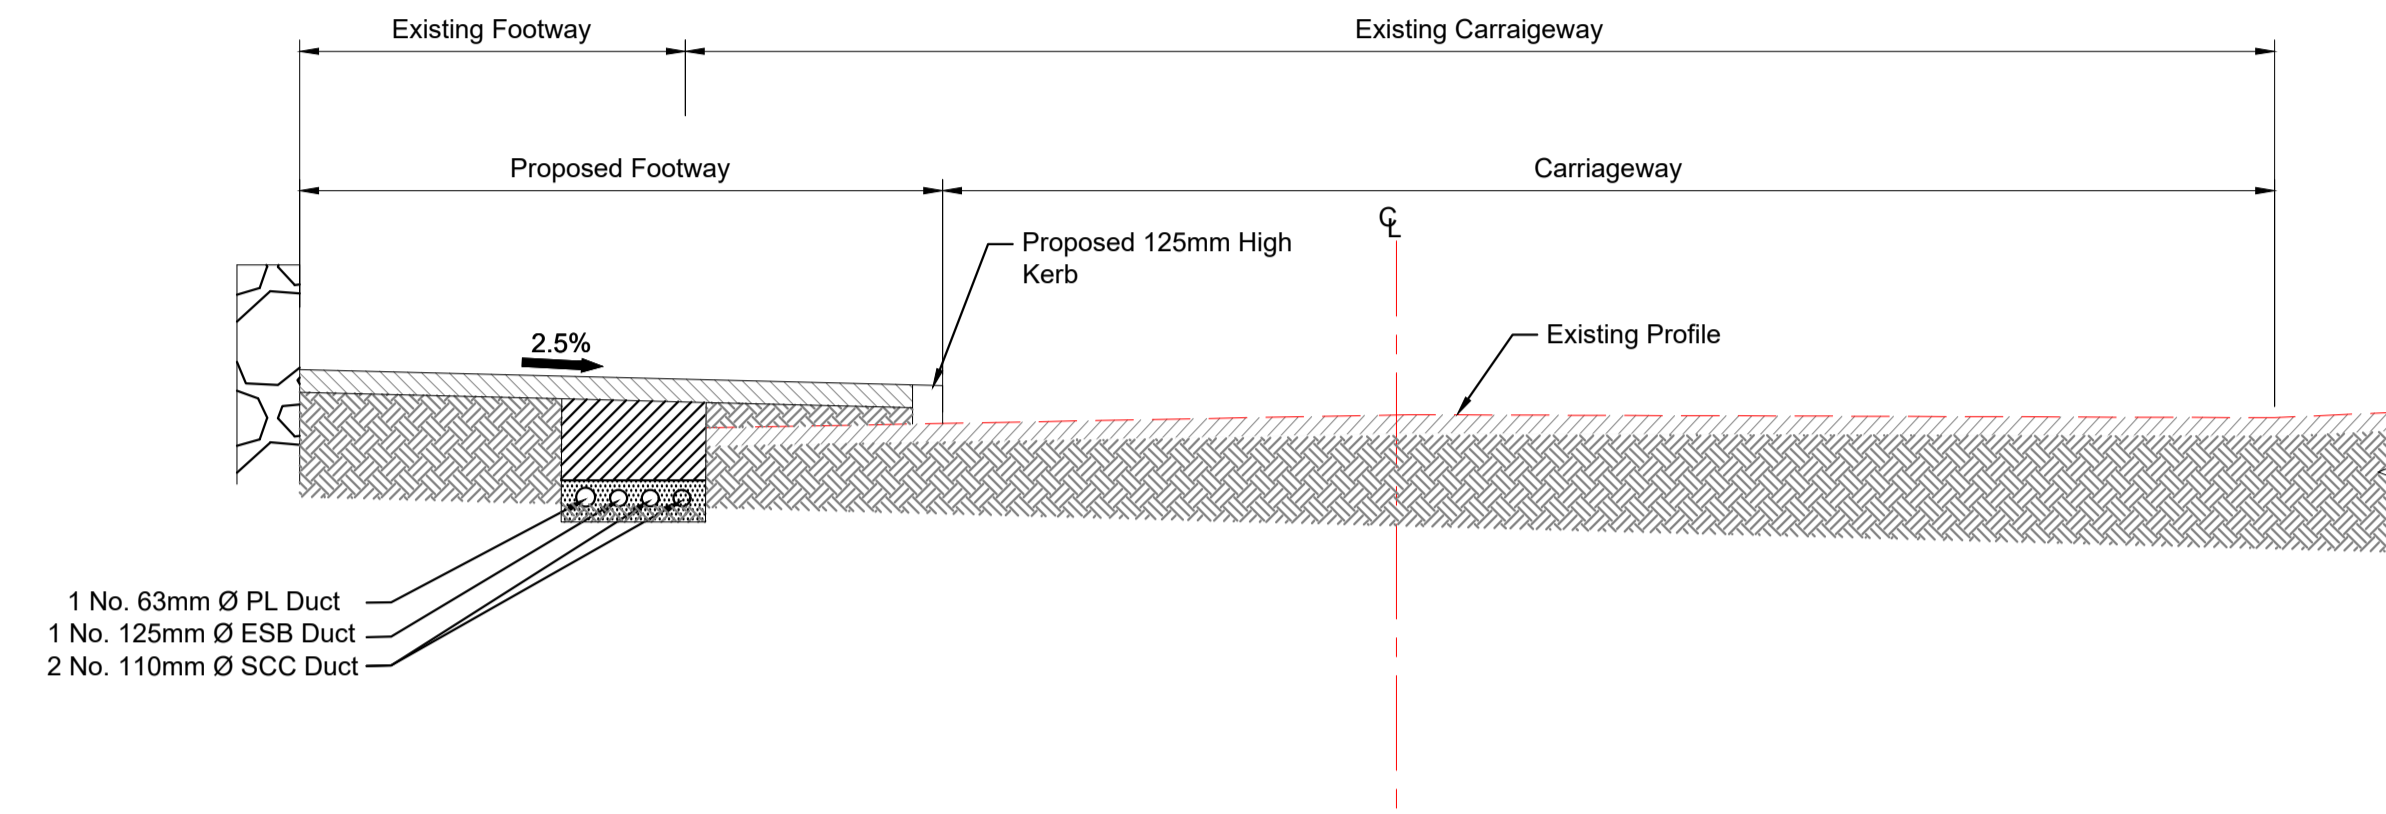 Existing Footway
Existing Carraigeway
Proposed Footway
Carriageway
℄
Proposed 125mm High
Kerb
2.5%
Existing Profile
1 No. 63mm Ø PL Duct
1 No. 125mm Ø ESB Duct
2 No. 110mm Ø SCC Duct